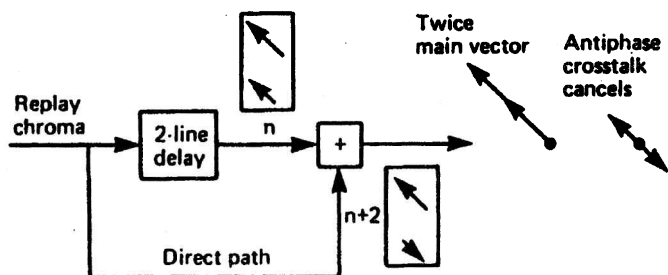 Twice
main vector
Antiphase
crosstalk
cancels
Replay
chroma
2-line
delay
n
+
n+2
Direct path